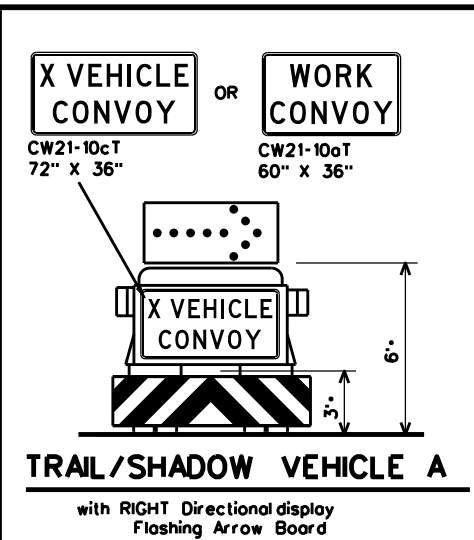 X VEHICLE
CONVOY
OR
WORK
CONVOY
CW21-10cT
72" X 36"
CW21-10aT
60" X 36"
X VEHICLE
CONVOY
6'+
3'+
TRAIL/SHADOW VEHICLE A
with RIGHT Directional display
Flashing Arrow Board